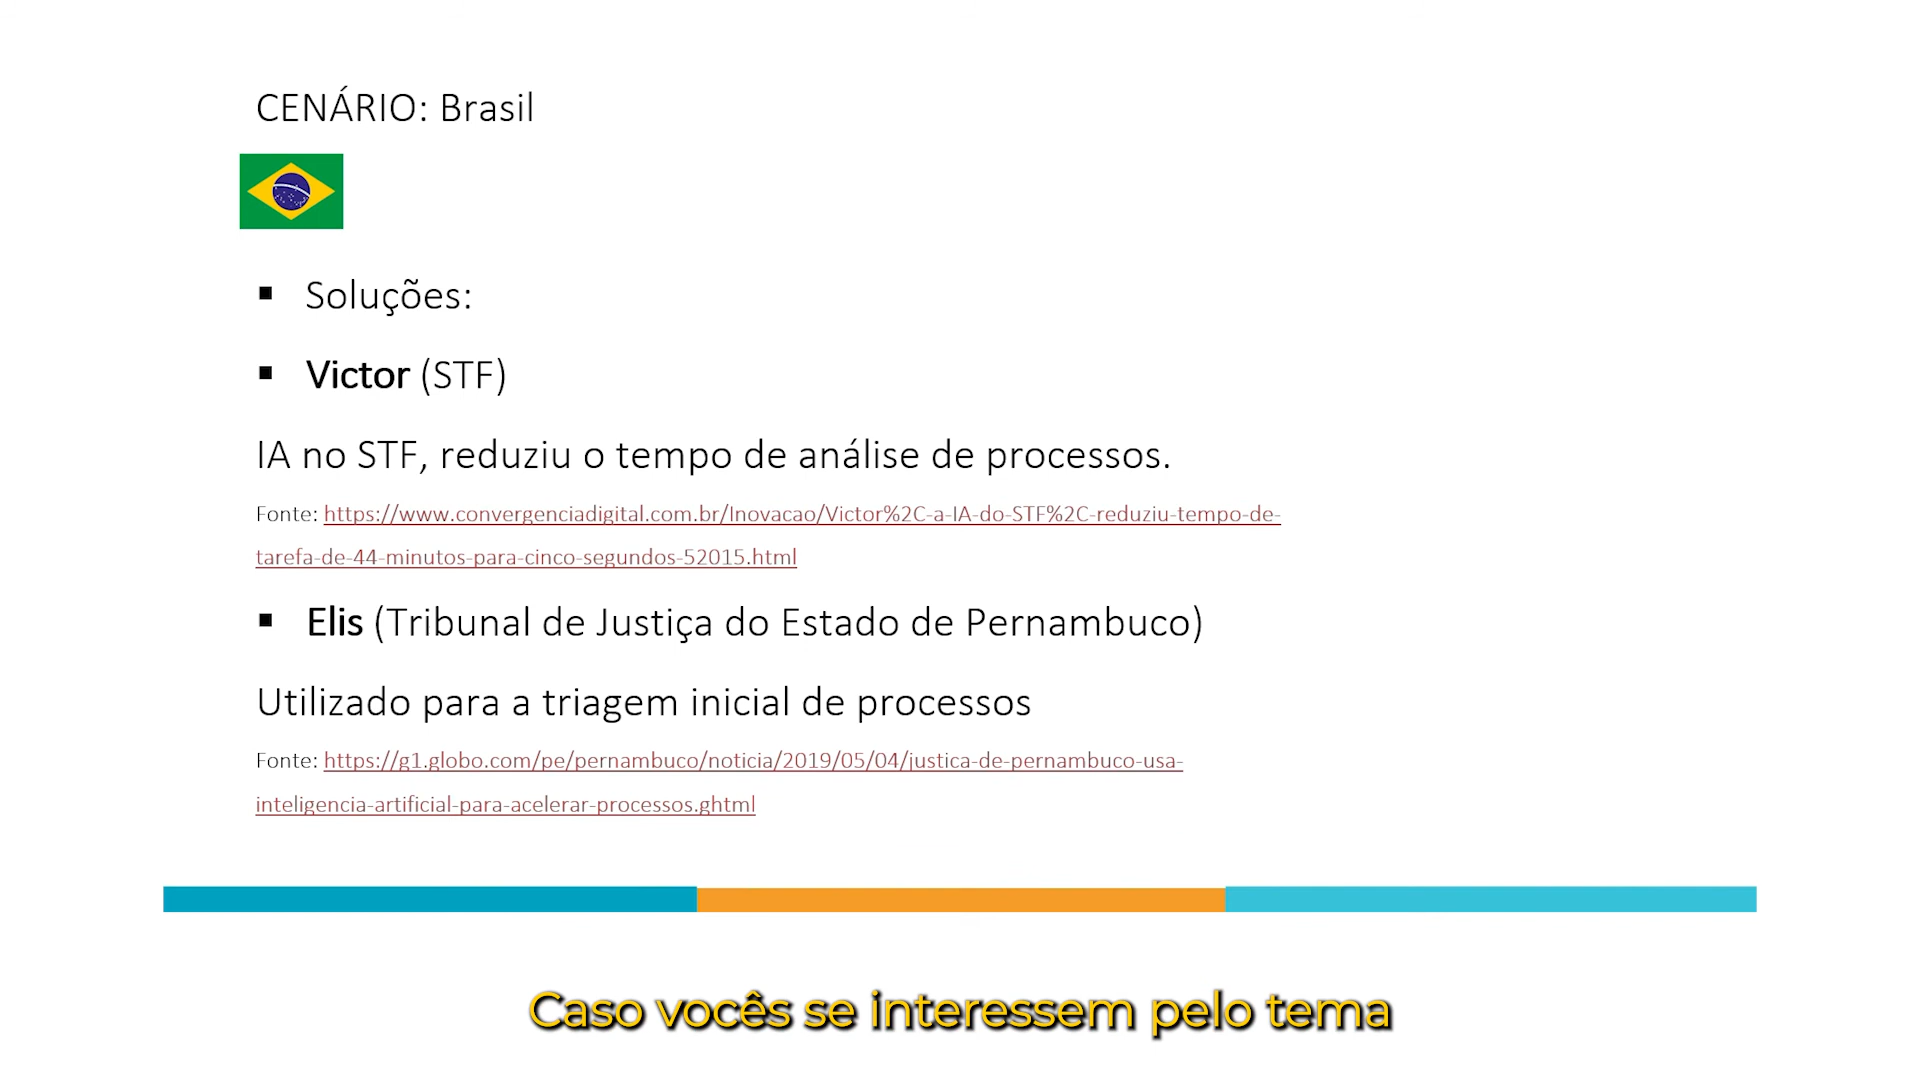 CENÁRIO: Brasil
▪ Soluções:
▪ Victor (STF)
IA no STF, reduziu o tempo de análise de processos.
Fonte: https://www.convergenciadigital.com.br/Inovacao/Victor%2C-a-IA-do-STF%2C-reduziu-tempo-de-
tarefa-de-44-minutos-para-cinco-segundos-52015.html
▪ Elis (Tribunal de Justiça do Estado de Pernambuco)
Utilizado para a triagem inicial de processos
Fonte: https://g1.globo.com/pe/pernambuco/noticia/2019/05/04/justica-de-pernambuco-usa-
inteligencia-artificial-para-acelerar-processos.ghtml
Caso vocês se interessem pelo tema